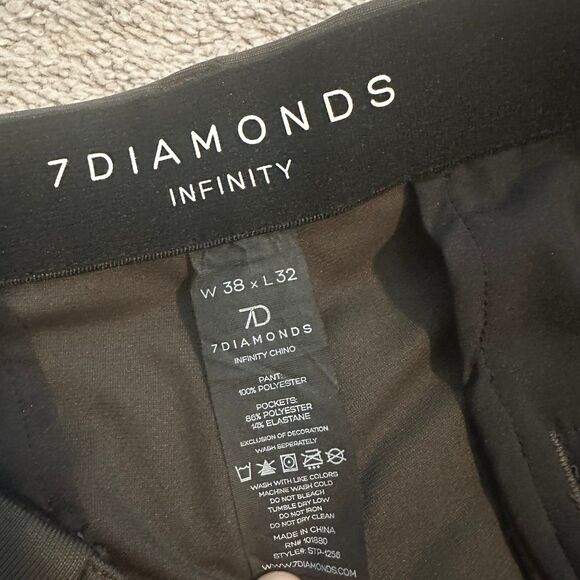 7DIAMONDS
INFINITY
W 38 x L 32
7D
7DIAMONDS
INFINITY CHINO
PANT:
100% POLYESTER
POCKETS:
86% POLYESTER
14% ELASTANE
EXCLUSION OF DECORATION
WASH SEPERATELY
WASH WITH LIKE COLORS
MACHINE WASH COLD
DO NOT BLEACH
TUMBLE DRY LOW
DO NOT IRON
DO NOT DRY CLEAN
MADE IN CHINA
RN# 101880
STYLE#: STP-1256
WWW.7DIAMONDS.COM